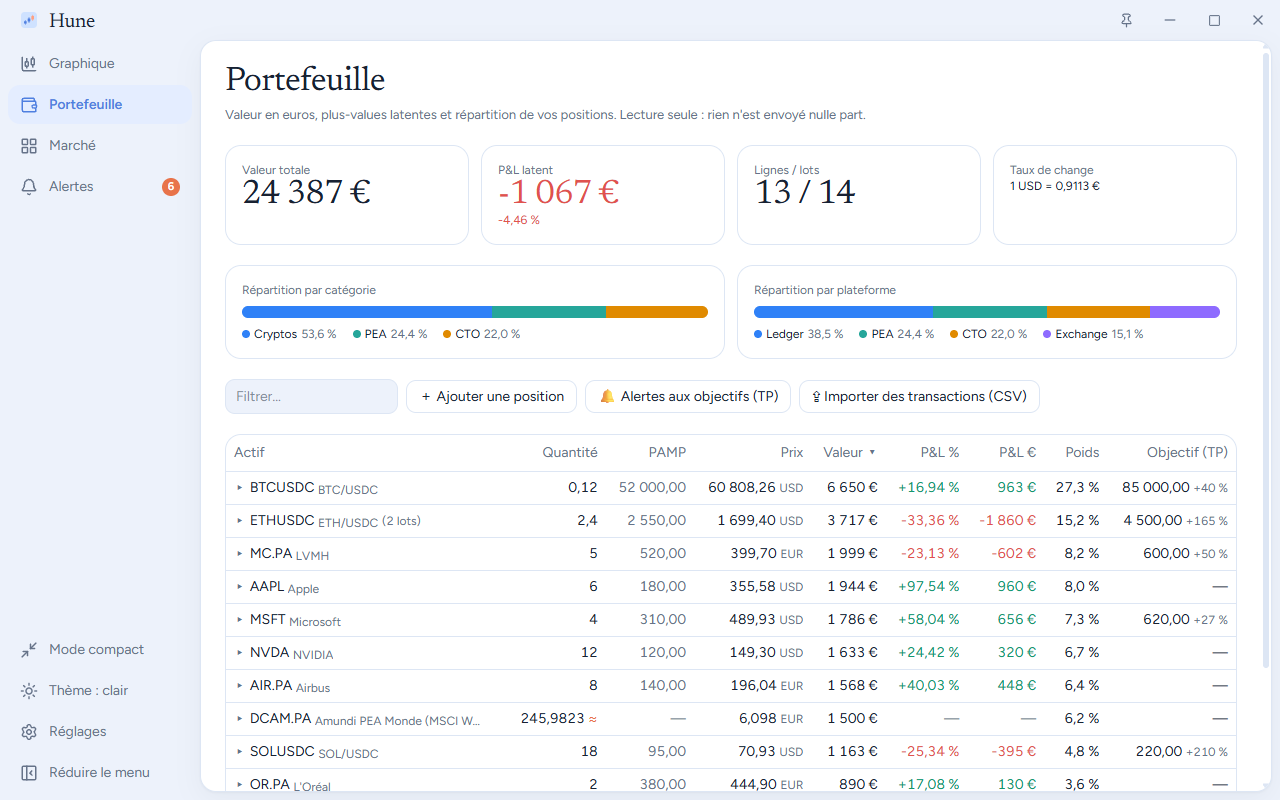 Hune
Graphique
Portefeuille
Marché
Alertes 6
Mode compact
Thème : clair
Réglages
Réduire le menu
Portefeuille
Valeur en euros, plus-values latentes et répartition de vos positions. Lecture seule : rien n'est envoyé nulle part.
Valeur totale
24 387 €
P&L latent
-1 067 €
-4,46 %
Lignes / lots
13 / 14
Taux de change
1 USD = 0,9113 €
Répartition par catégorie
Cryptos 53,6 % PEA 24,4 % CTO 22,0 %
Répartition par plateforme
Ledger 38,5 % PEA 24,4 % CTO 22,0 % Exchange 15,1 %
Filtrer... + Ajouter une position 🔔 Alertes aux objectifs (TP) ⇪ Importer des transactions (CSV)
Actif Quantité PAMP Prix Valeur ▼ P&L % P&L € Poids Objectif (TP)
▸ BTCUSDC BTC/USDC 0,12 52 000,00 60 808,26 USD 6 650 € +16,94 % 963 € 27,3 % 85 000,00 +40 %
▸ ETHUSDC ETH/USDC (2 lots) 2,4 2 550,00 1 699,40 USD 3 717 € -33,36 % -1 860 € 15,2 % 4 500,00 +165 %
▸ MC.PA LVMH 5 520,00 399,70 EUR 1 999 € -23,13 % -602 € 8,2 % 600,00 +50 %
▸ AAPL Apple 6 180,00 355,58 USD 1 944 € +97,54 % 960 € 8,0 % —
▸ MSFT Microsoft 4 310,00 489,93 USD 1 786 € +58,04 % 656 € 7,3 % 620,00 +27 %
▸ NVDA NVIDIA 12 120,00 149,30 USD 1 633 € +24,42 % 320 € 6,7 % —
▸ AIR.PA Airbus 8 140,00 196,04 EUR 1 568 € +40,03 % 448 € 6,4 % —
▸ DCAM.PA Amundi PEA Monde (MSCI W... 245,9823 ≈ — 6,098 EUR 1 500 € — — 6,2 % —
▸ SOLUSDC SOL/USDC 18 95,00 70,93 USD 1 163 € -25,34 % -395 € 4,8 % 220,00 +210 %
▸ OR.PA L'Oréal 2 380,00 444,90 EUR 890 € +17,08 % 130 € 3,6 % —